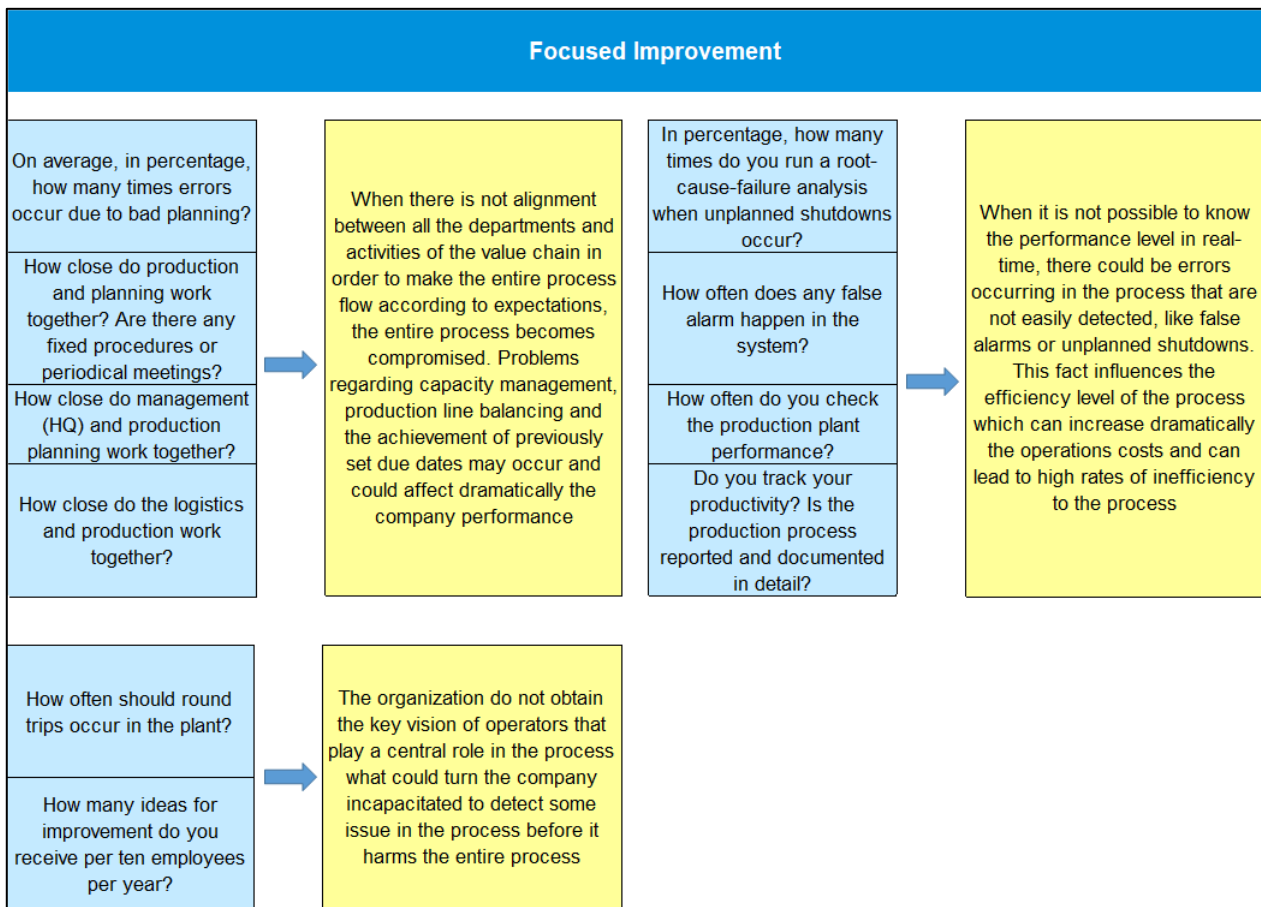 Focused Improvement
On average, in percentage,
how many times errors
occur due to bad planning?
How close do production
and planning work
together? Are there any
fixed procedures or
periodical meetings?
How close do management
(HQ) and production
planning work together?
How close do the logistics
and production work
together?
When there is not alignment
between all the departments and
activities of the value chain in
order to make the entire process
flow according to expectations,
the entire process becomes
compromised. Problems
regarding capacity management,
production line balancing and
the achievement of previously
set due dates may occur and
could affect dramatically the
company performance
In percentage, how many
times do you run a root-
cause-failure analysis
when unplanned shutdowns
occur?
How often does any false
alarm happen in the
system?
How often do you check
the production plant
performance?
Do you track your
productivity? Is the
production process
reported and documented
in detail?
When it is not possible to know
the performance level in real-
time, there could be errors
occurring in the process that are
not easily detected, like false
alarms or unplanned shutdowns.
This fact influences the
efficiency level of the process
which can increase dramatically
the operations costs and can
lead to high rates of inefficiency
to the process
How often should round
trips occur in the plant?
How many ideas for
improvement do you
receive per ten employees
per year?
The organization do not obtain
the key vision of operators that
play a central role in the process
what could turn the company
incapacitated to detect some
issue in the process before it
harms the entire process